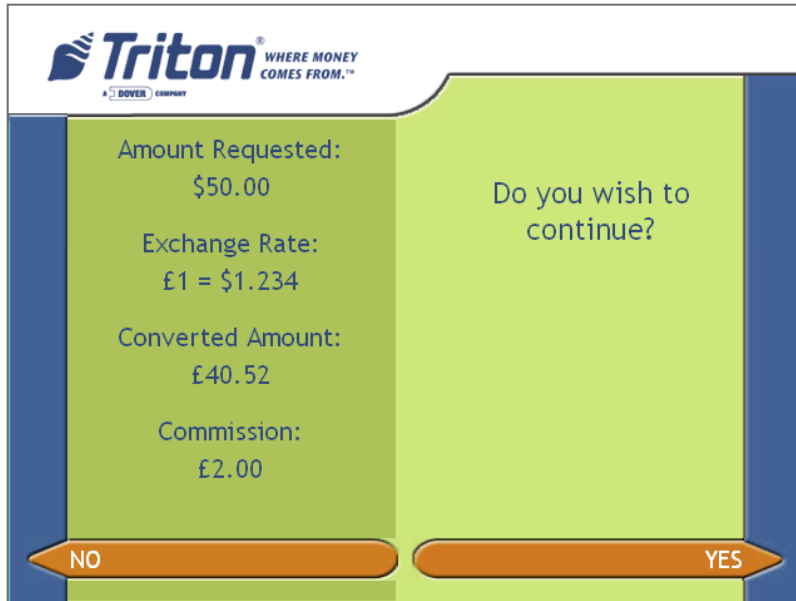 Triton® WHERE MONEY
COMES FROM.™
A DOVER COMPANY
Amount Requested:
$50.00
Exchange Rate:
£1 = $1.234
Converted Amount:
£40.52
Commission:
£2.00
Do you wish to
continue?
NO
YES